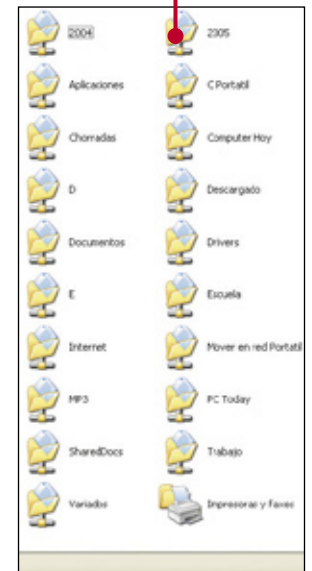 2004
2305
Aplicaciones
C Portatil
Chorradas
Computer Hoy
D
Descargado
Documentos
Drivers
E
Escuela
Internet
Mover en red Portatil
MP3
PC Today
SharedDocs
Trabajo
Variados
Impresoras y Faxes